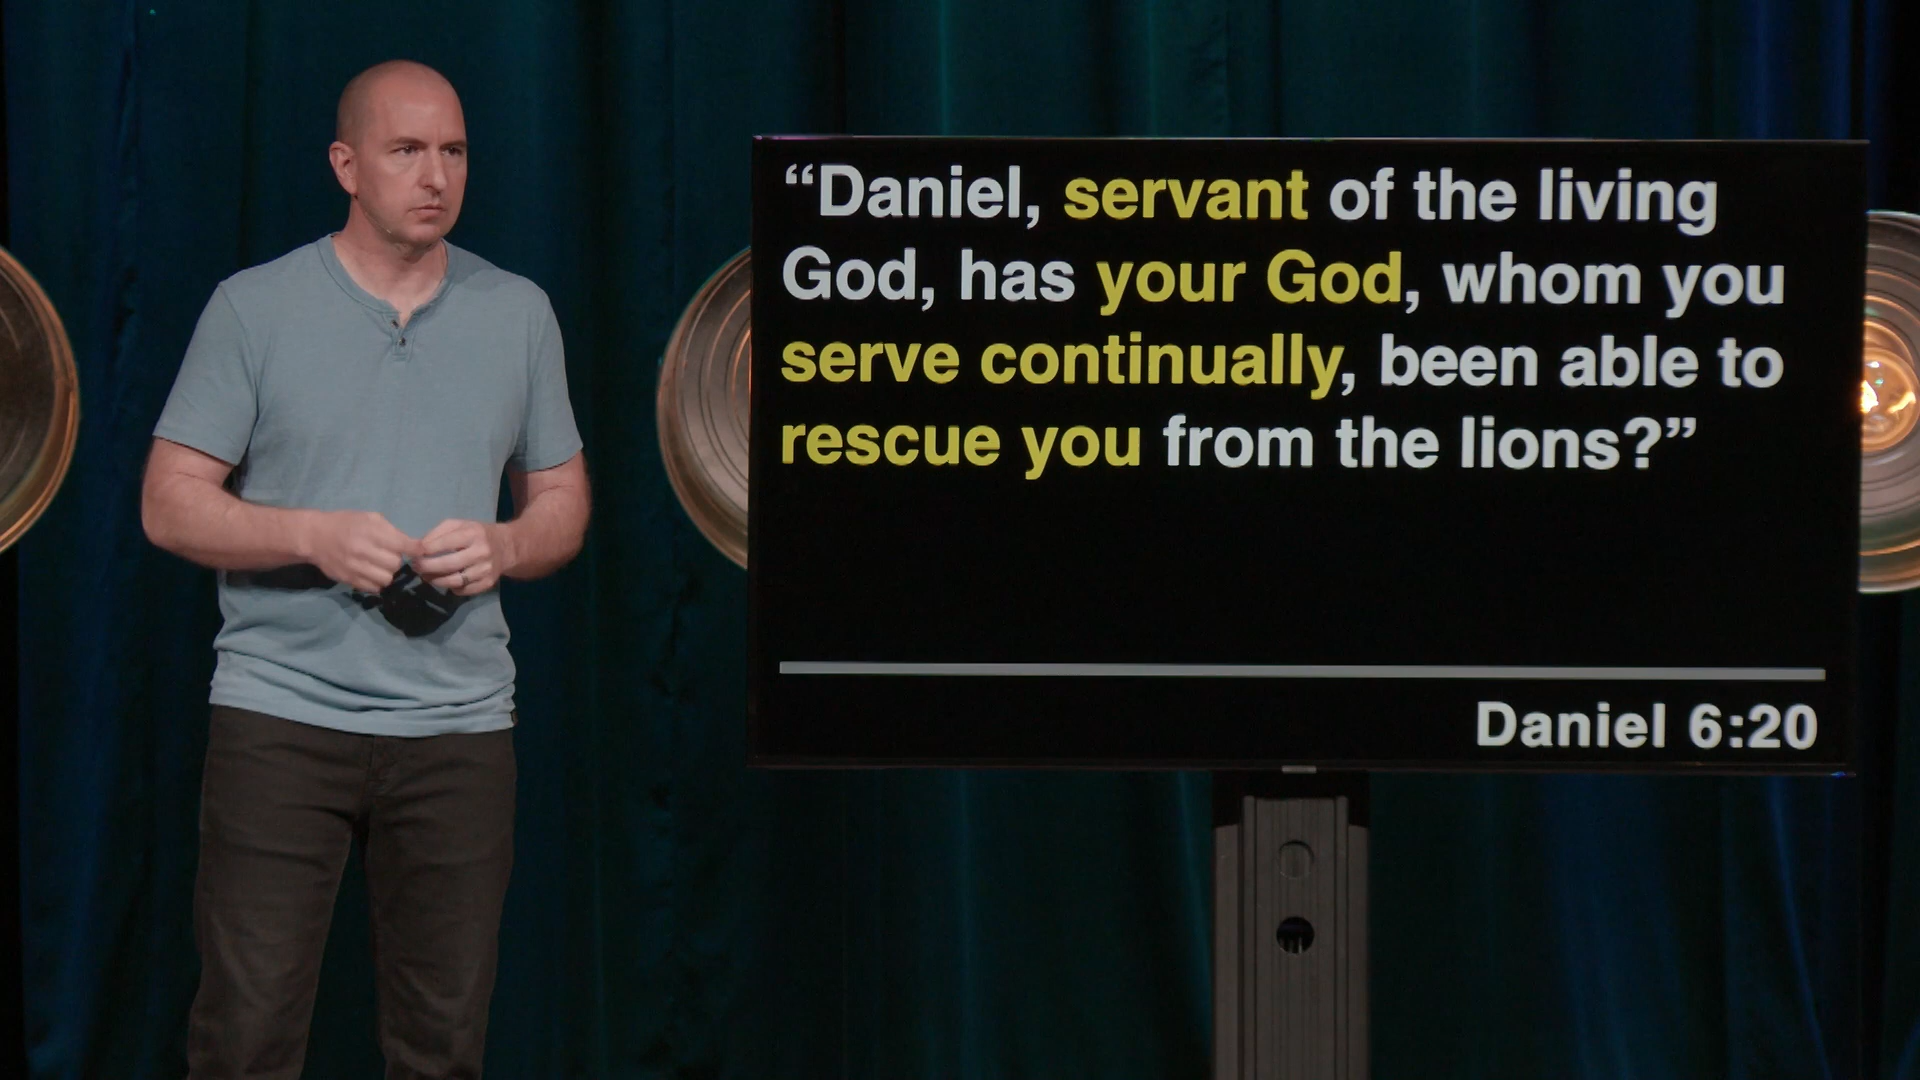 “Daniel, servant of the living
God, has your God, whom you
serve continually, been able to
rescue you from the lions?”
Daniel 6:20